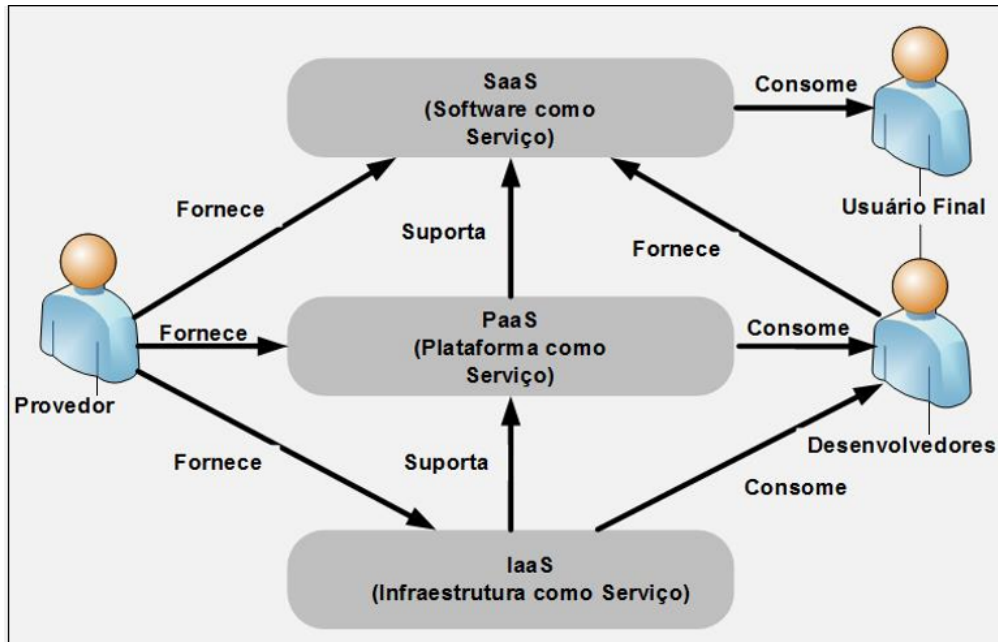 SaaS
(Software como
Serviço)
Consome
Usuário Final
Fornece
Suporta
Fornece
Provedor
Fornece
PaaS
(Plataforma como
Serviço)
Consome
Desenvolvedores
Fornece
Suporta
Consome
IaaS
(Infraestrutura como Serviço)